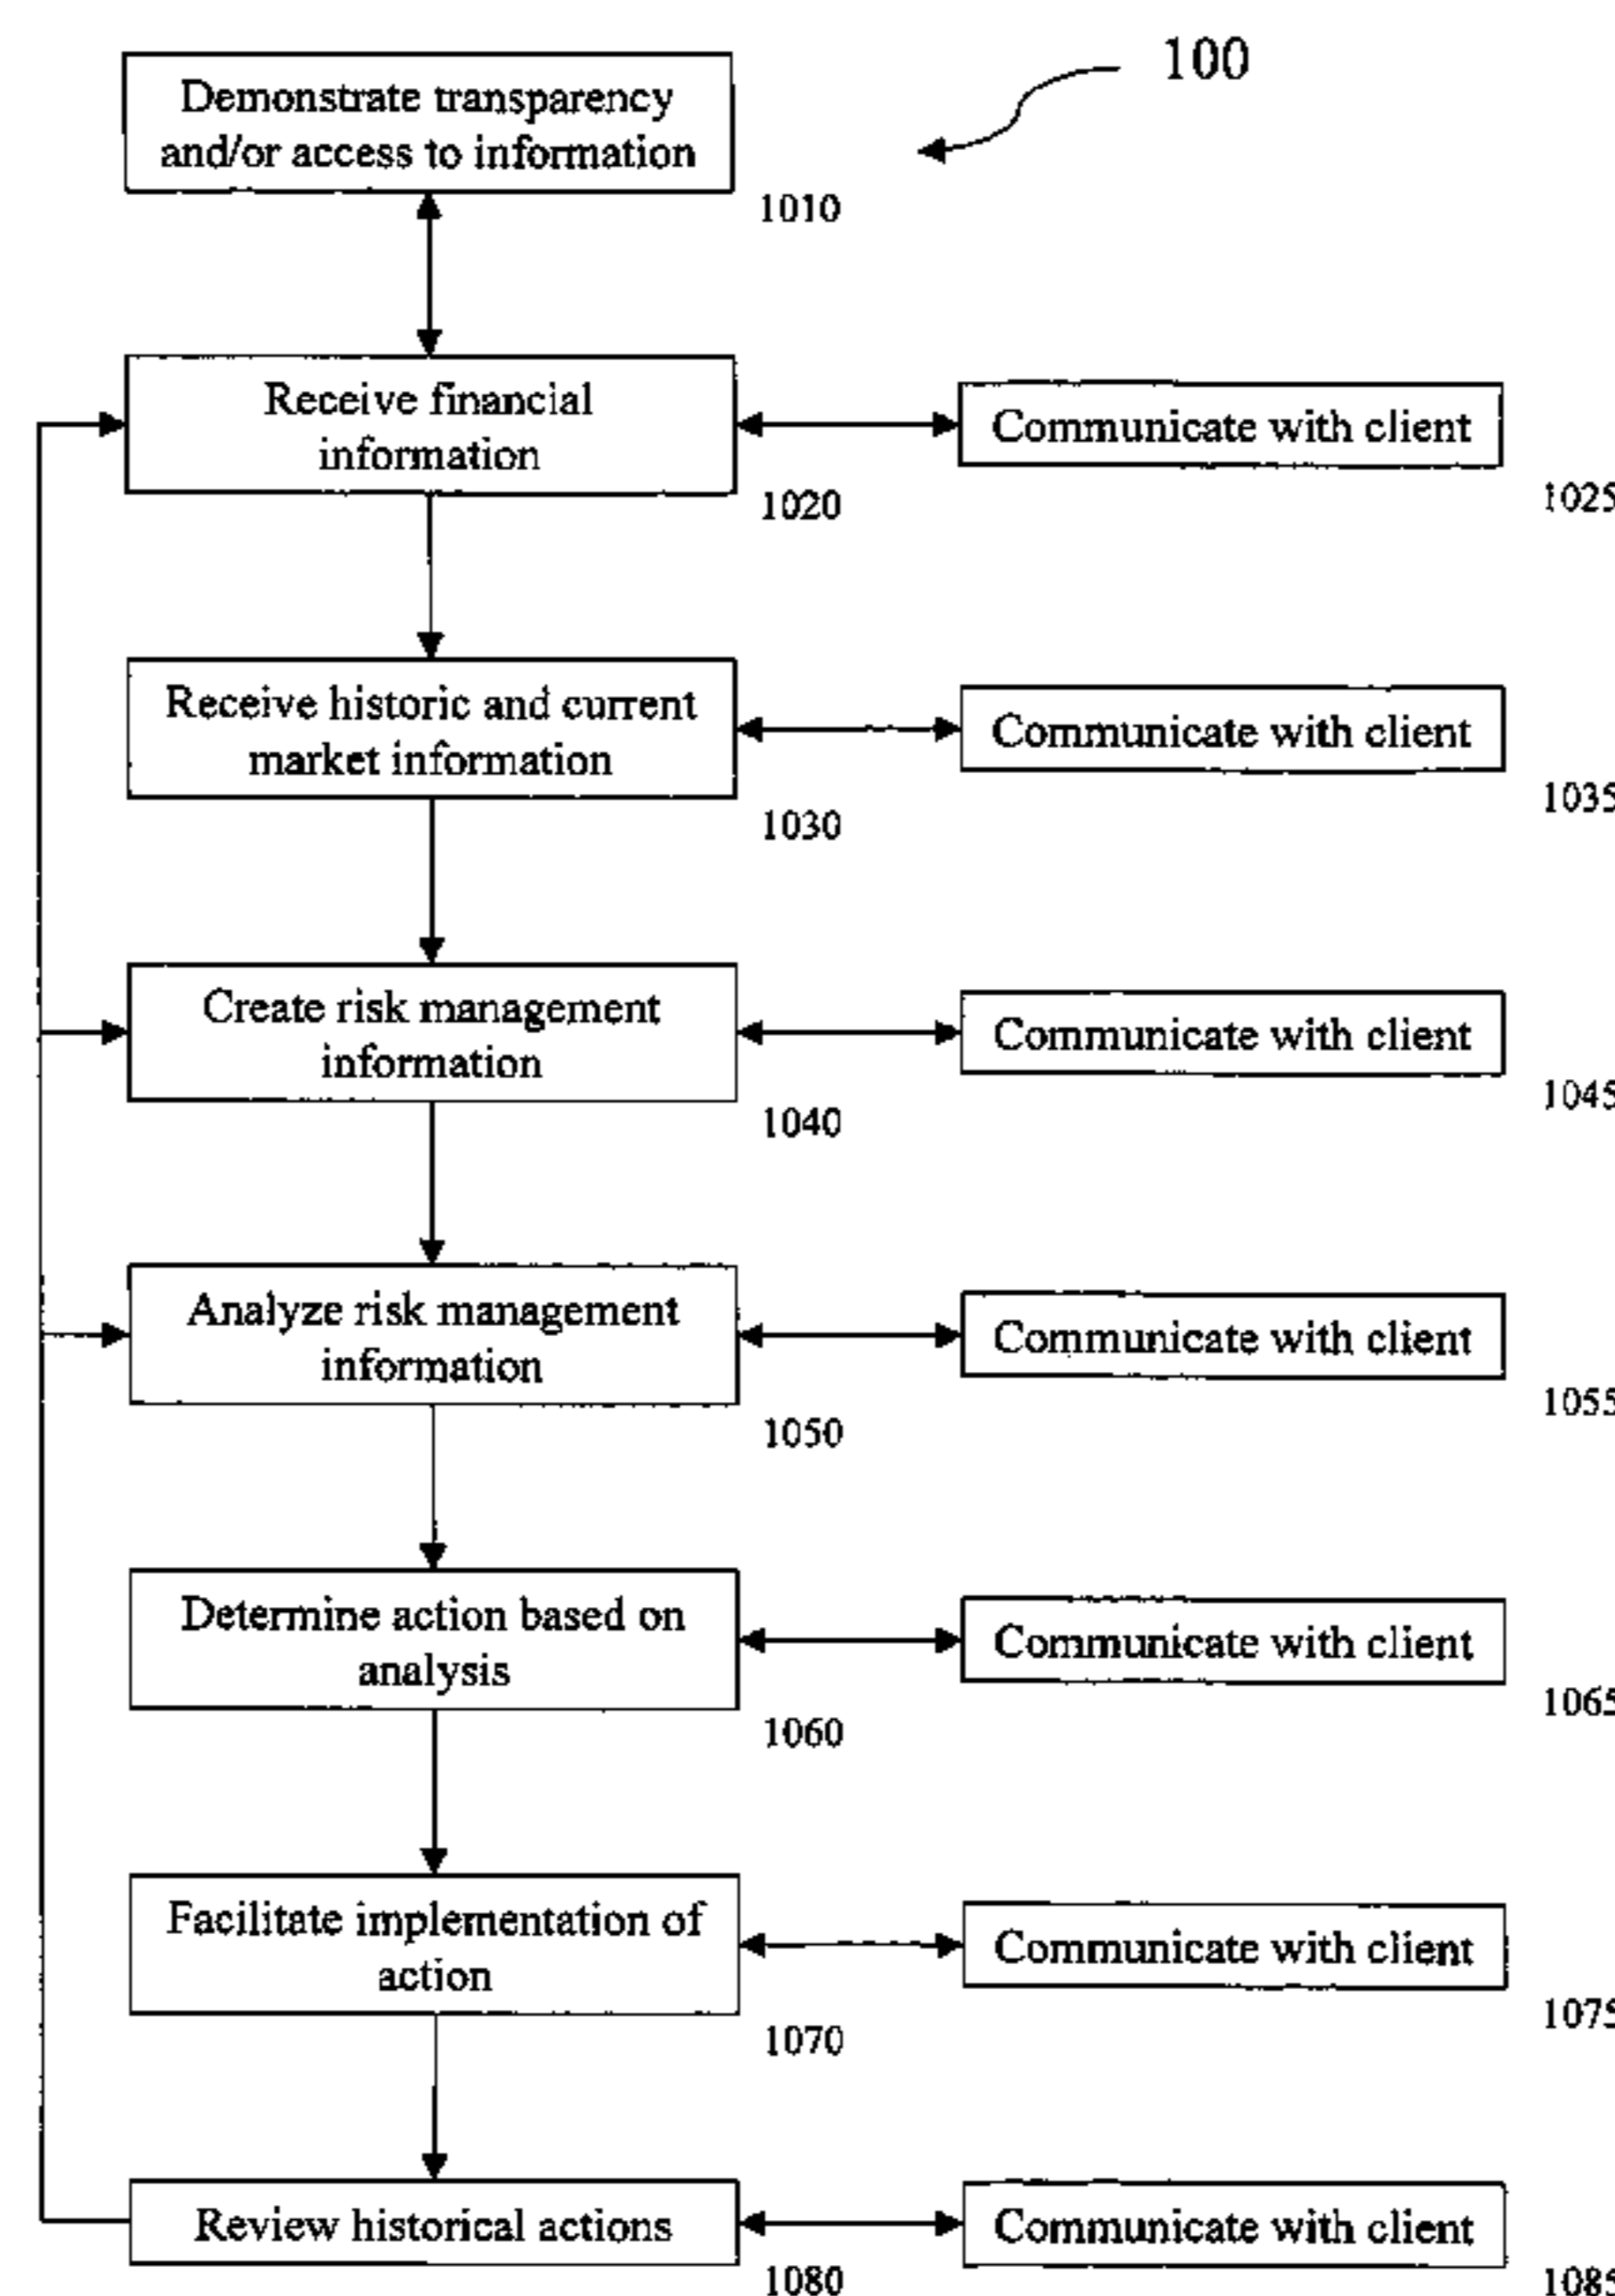 100
Demonstrate transparency
and/or access to information
1010
Receive financial
information
1020
Communicate with client
1025
Receive historic and current
market information
1030
Communicate with client
1035
Create risk management
information
1040
Communicate with client
1045
Analyze risk management
information
1050
Communicate with client
1055
Determine action based on
analysis
1060
Communicate with client
1065
Facilitate implementation of
action
1070
Communicate with client
1075
Review historical actions
1080
Communicate with client
1085